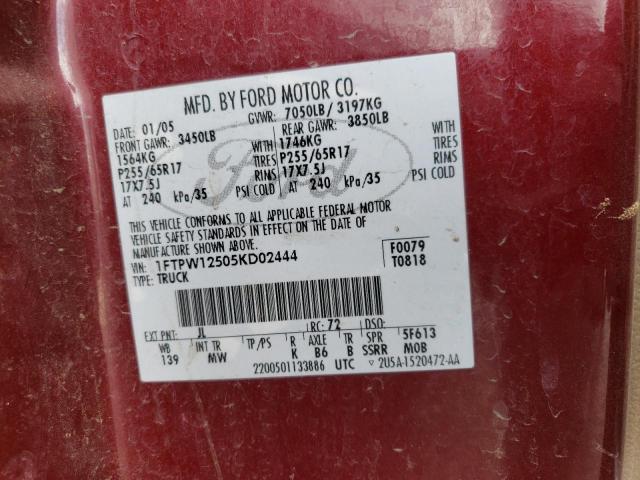 MFD. BY FORD MOTOR CO.
DATE: 01/05 GVWR: 7050LB/ 3197KG
FRONT GAWR: 3450LB REAR GAWR: 3850LB
1564KG 1746KG WITH
P255/65R17 TIRES P255/65R17 TIRES
17X7.5J RIMS 17X7.5J RIMS
AT 240 kPa/35 PSI COLD AT 240 kPa/35 PSI COLD
Ford
THIS VEHICLE CONFORMS TO ALL APPLICABLE FEDERAL MOTOR
VEHICLE SAFETY STANDARDS IN EFFECT ON THE DATE OF
MANUFACTURE SHOWN ABOVE.
VIN: 1FTPW12505KD02444 F0079
TYPE: TRUCK T0818
EXT PNT: JL RC: 72 DSO:
WB INT TR TP/PS R AXLE TR SPR 5F613
139 MW K B6 B SSRR MOB
2200501133886 UTC ▽ 2U5A-1520472-AA